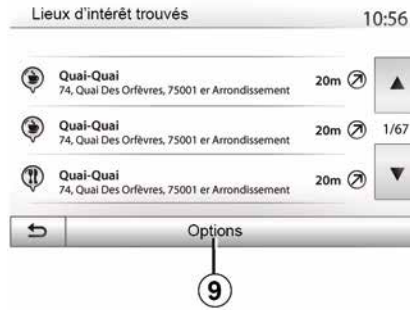 Lieux d'intérêt trouvés 10:56
Quai-Quai
74, Quai Des Orfèvres, 75001 er Arrondissement 20m
Quai-Quai
74, Quai Des Orfèvres, 75001 er Arrondissement 20m 1/67
Quai-Quai
74, Quai Des Orfèvres, 75001 er Arrondissement 20m
Options
9